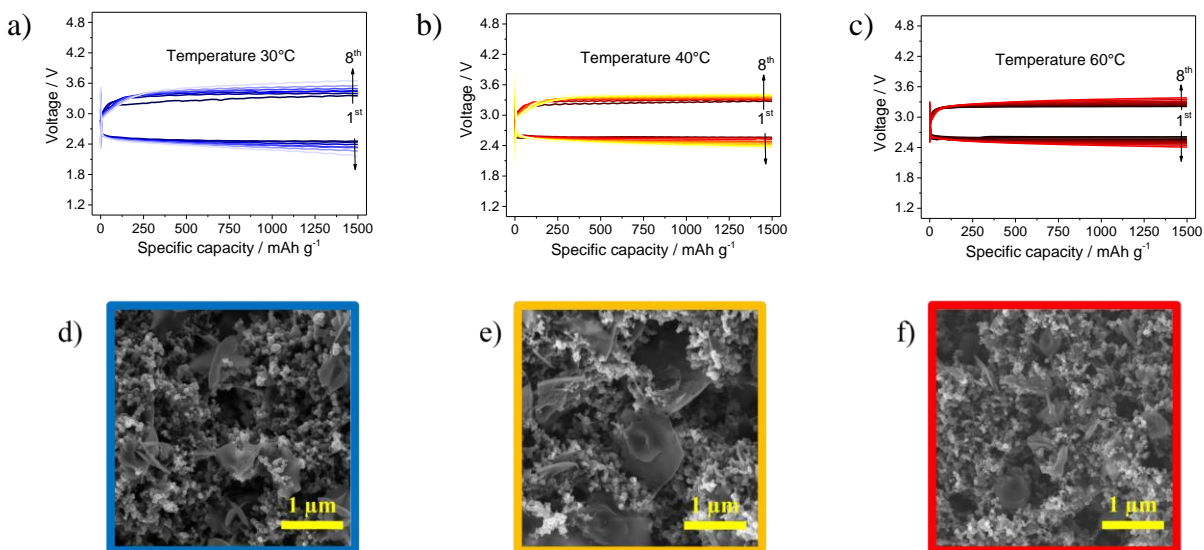 a)
Voltage / V
4.8
4.2
3.6
3.0
2.4
1.8
1.2
Temperature 30°C
8th
1st
0 250 500 750 1000 1250 1500
Specific capacity / mAh g-1
b)
Voltage / V
4.8
4.2
3.6
3.0
2.4
1.8
1.2
Temperature 40°C
8th
1st
0 250 500 750 1000 1250 1500
Specific capacity / mAh g-1
c)
Voltage / V
4.8
4.2
3.6
3.0
2.4
1.8
1.2
Temperature 60°C
8th
1st
0 250 500 750 1000 1250 1500
Specific capacity / mAh g-1
d)
1 µm
e)
1 µm
f)
1 µm